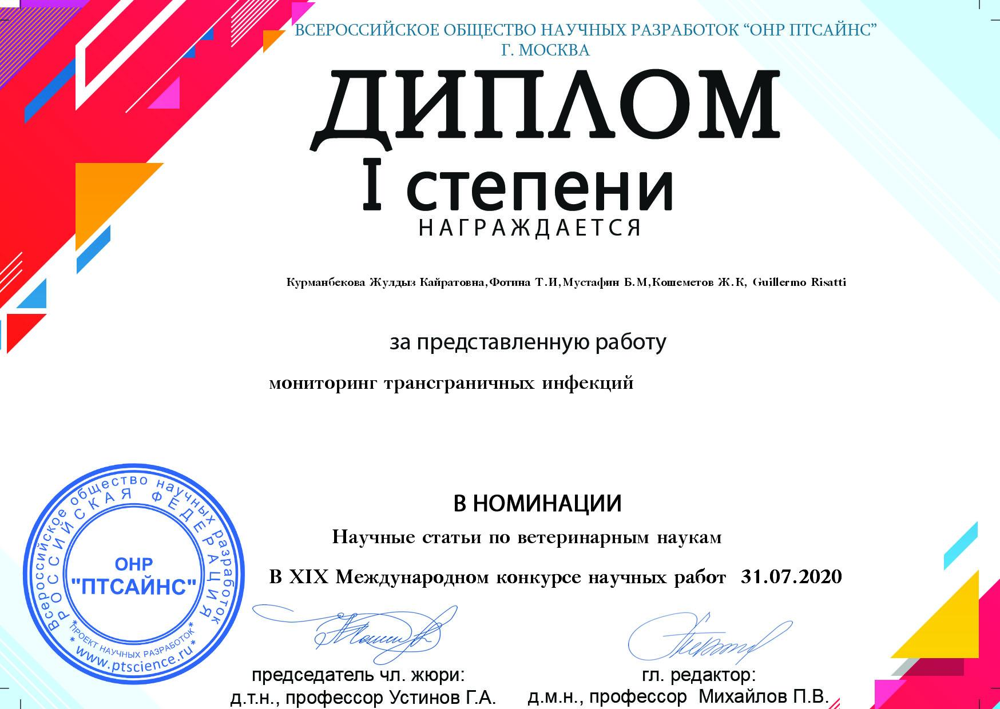 ВСЕРОССИЙСКОЕ ОБЩЕСТВО НАУЧНЫХ РАЗРАБОТОК “ОНР ПТСАЙНС”
Г. МОСКВА
ДИПЛОМ
I степени
НАГРАЖДАЕТСЯ
Курманбекова Жулдыз Кайратовна,Фотина Т.И,Мустафин Б.М,Кошеметов Ж.К, Guillermo Risatti
за представленную работу
мониторинг трансграничных инфекций
В НОМИНАЦИИ
Научные статьи по ветеринарным наукам
В XIX Международном конкурсе научных работ 31.07.2020
Всероссийское общество научных разработок
РОССИЙСКАЯ ФЕДЕРАЦИЯ
ОНР
"ПТСАЙНС"
*ПРОЕКТ НАУЧНЫХ РАЗРАБОТОК*
* www.ptscience.ru*
председатель чл. жюри:
д.т.н., профессор Устинов Г.А.
гл. редактор:
д.м.н., профессор Михайлов П.В.